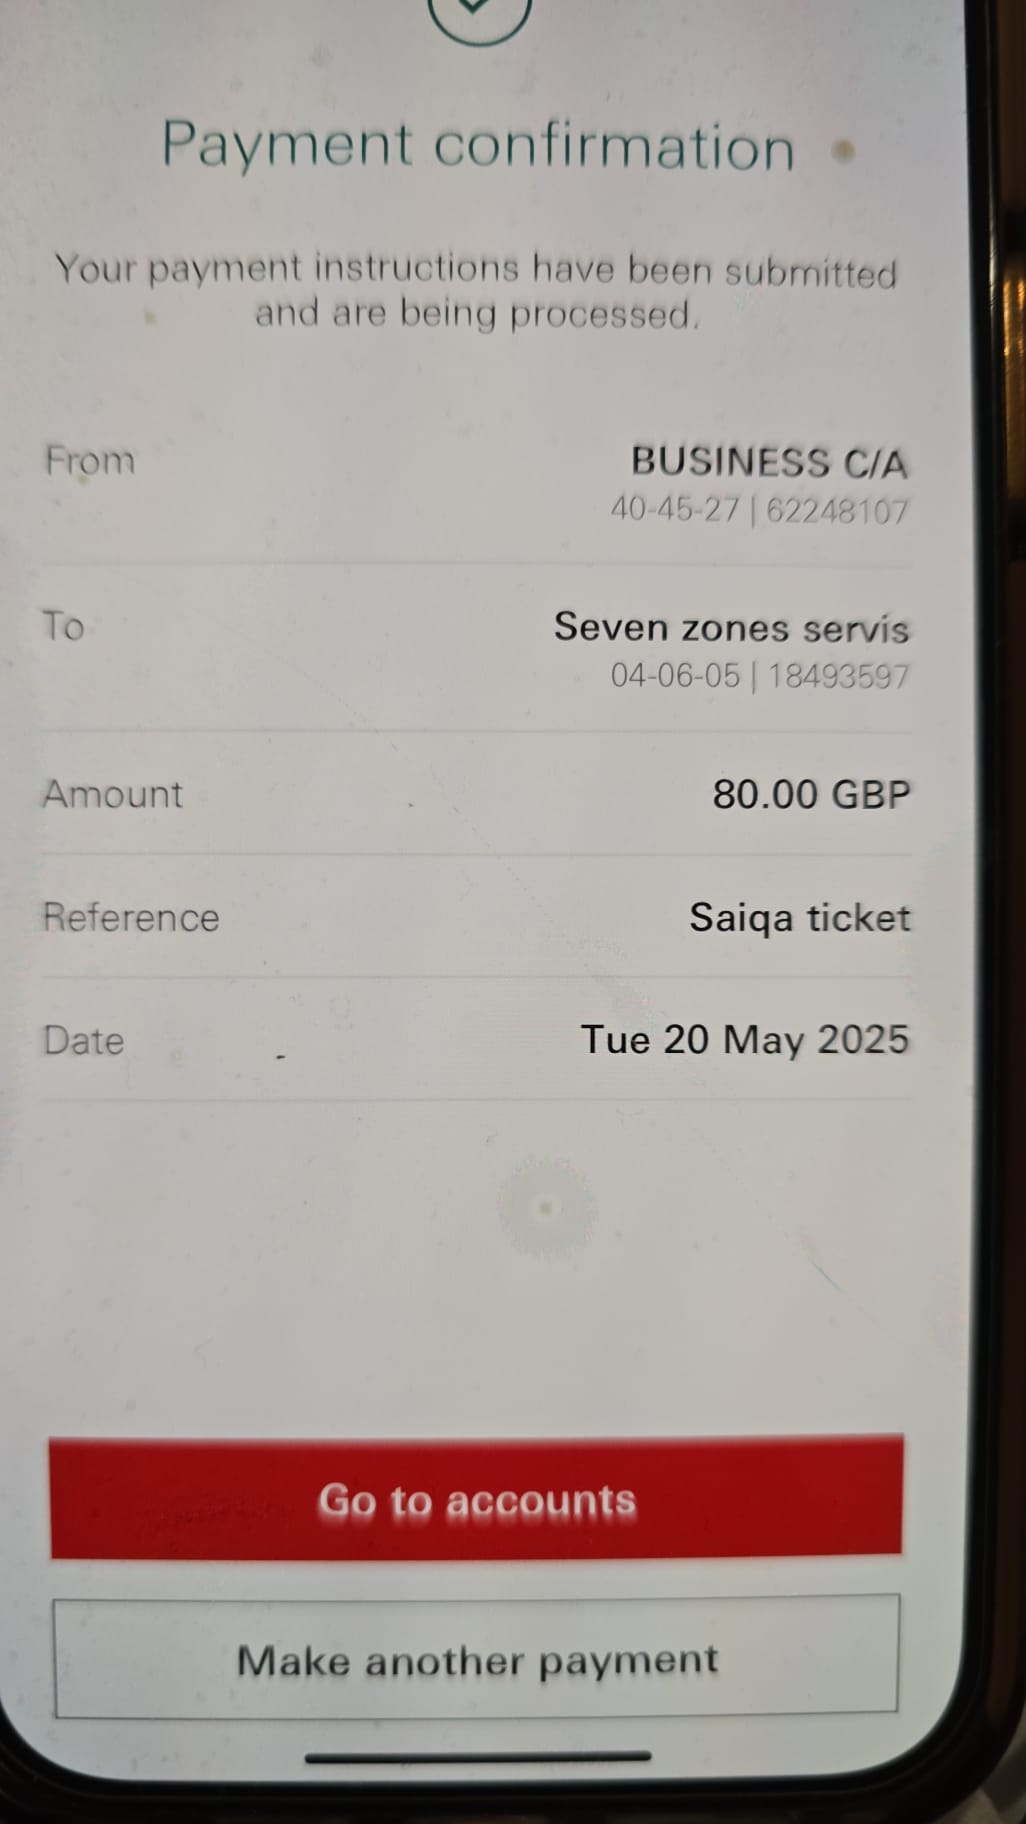 Payment confirmation
Your payment instructions have been submitted
and are being processed.
From
BUSINESS C/A
40-45-27 | 62248107
To
Seven zones servis
04-06-05 | 18493597
Amount
80.00 GBP
Reference
Saiqa ticket
Date
Tue 20 May 2025
Go to accounts
Make another payment